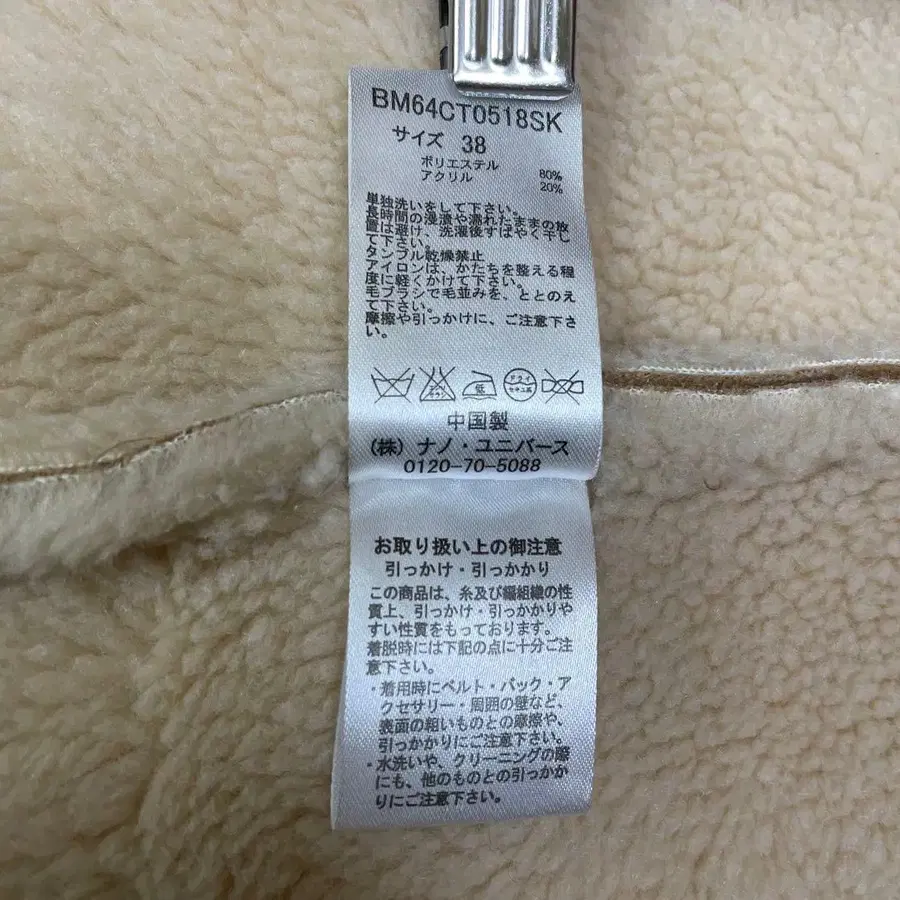 BM64CT0518SK
サイズ 38
ポリエステル 80%
アクリル 20%
単独洗いをして下さい。
長時間の浸漬や濡れたままの放
置は避け、洗濯後すばやく干し
て下さい。
タンブル乾燥禁止
アイロンは、かたちを整える程
度に軽くかけて下さい。
毛ブラシで毛並みを、ととのえ
て下さい。
摩擦や引っかけに、ご注意下さ
い。
エンソ
サラシ
低
ドライ
セキユ系
中国製
（株）ナノ・ユニバース
0120-70-5088
お取り扱い上の御注意
引っかけ・引っかかり
この商品は、糸及び編組織の性
質上、引っかけ・引っかかりや
すい性質をもっております。
着脱時には下記の点に十分ご注
意下さい。
・着用時にベルト・バック・ア
クセサリー・周囲の壁など、
表面の粗いものとの摩擦や、
引っかかりにご注意下さい。
・水洗いや、クリーニングの際
にも、他のものとの引っかか
りにご注意下さい。